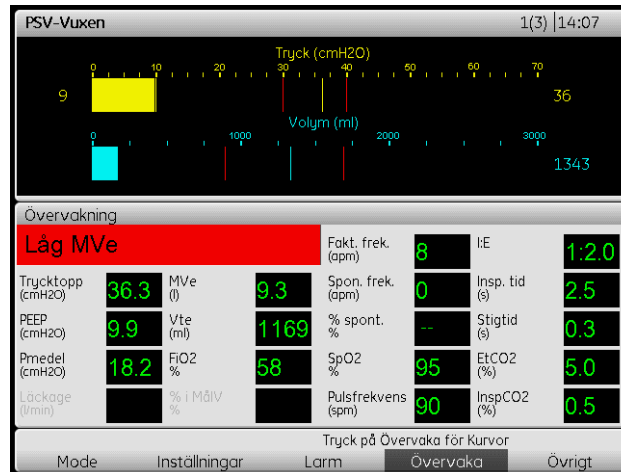 PSV-Vuxen 1(3) 14:07
Tryck (cmH2O)
0 10 20 30 40 50 60 70
9 36
Volym (ml)
0 1000 2000 3000
1343
Övervakning
Låg MVe
Fakt. frek. (apm) 8 I:E 1:2.0
Trycktopp (cmH2O) 36.3 MVe (l) 9.3 Spon. frek. (apm) 0 Insp. tid (s) 2.5
PEEP (cmH2O) 9.9 Vte (ml) 1169 % spont. % -- Stigtid (s) 0.3
Pmedel (cmH2O) 18.2 FiO2 % 58 SpO2 % 95 EtCO2 (%) 5.0
Läckage (l/min) % i MålV % Pulsfrekvens (spm) 90 InspCO2 (%) 0.5
Tryck på Övervaka för Kurvor
Mode Inställningar Larm Övervaka Övrigt